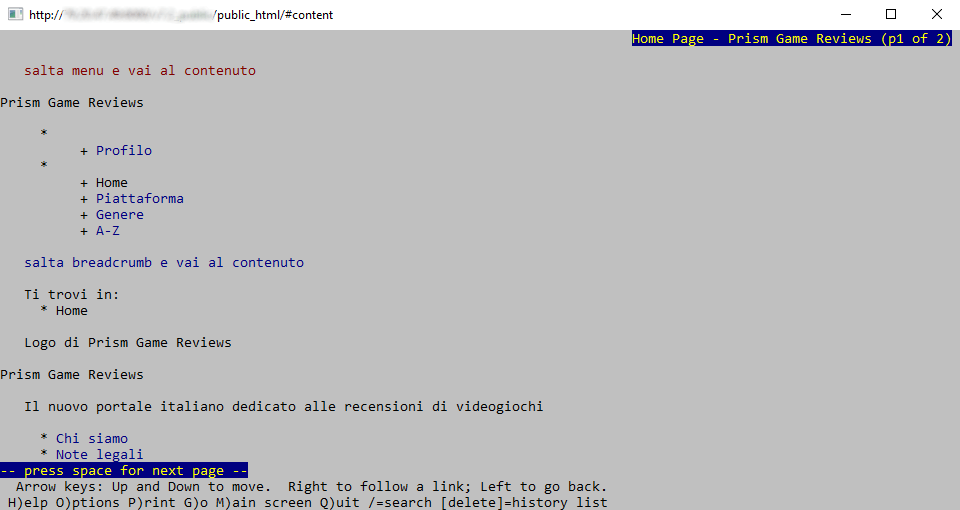 http:// /public_html/#content
Home Page - Prism Game Reviews (p1 of 2)
salta menu e vai al contenuto
Prism Game Reviews
*
+ Profilo
*
+ Home
+ Piattaforma
+ Genere
+ A-Z
salta breadcrumb e vai al contenuto
Ti trovi in:
* Home
Logo di Prism Game Reviews
Prism Game Reviews
Il nuovo portale italiano dedicato alle recensioni di videogiochi
* Chi siamo
* Note legali
-- press space for next page --
Arrow keys: Up and Down to move.  Right to follow a link; Left to go back.
H)elp O)ptions P)rint G)o M)ain screen Q)uit /=search [delete]=history list